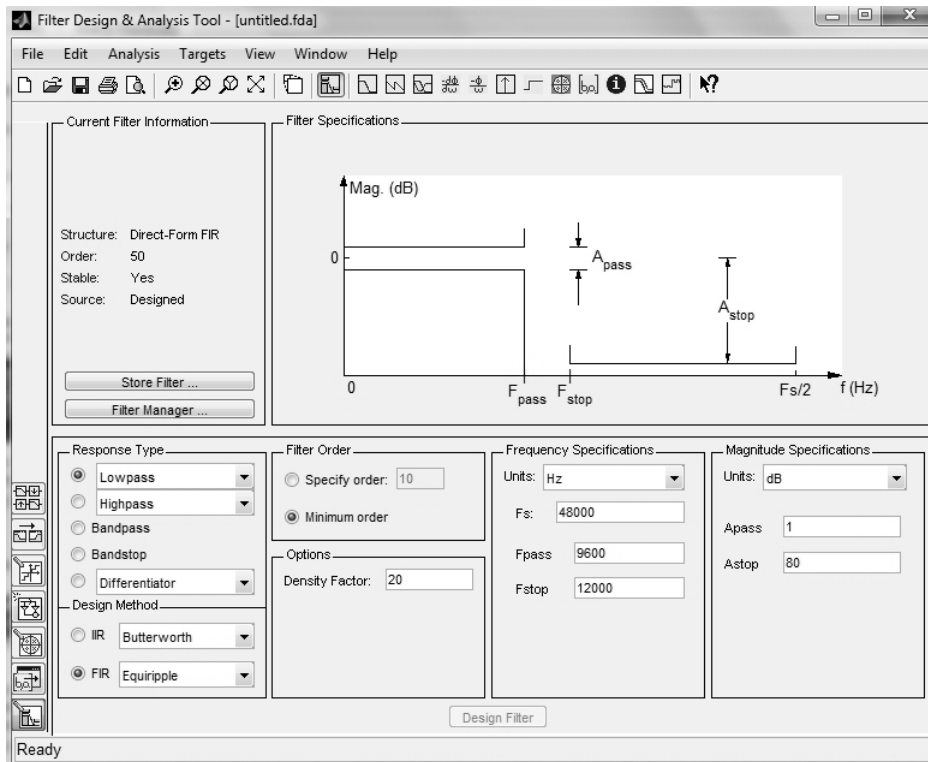 Filter Design & Analysis Tool - [untitled.fda]
File Edit Analysis Targets View Window Help
Current Filter Information
Structure: Direct-Form FIR
Order: 50
Stable: Yes
Source: Designed
Store Filter ...
Filter Manager ...
Filter Specifications
Mag. (dB)
0
Apass
Astop
0
Fpass
Fstop
Fs/2
f (Hz)
Response Type
Lowpass
Highpass
Bandpass
Bandstop
Differentiator
Design Method
IIR Butterworth
FIR Equiripple
Filter Order
Specify order: 10
Minimum order
Options
Density Factor: 20
Frequency Specifications
Units: Hz
Fs: 48000
Fpass 9600
Fstop 12000
Magnitude Specifications
Units: dB
Apass 1
Astop 80
Design Filter
Ready